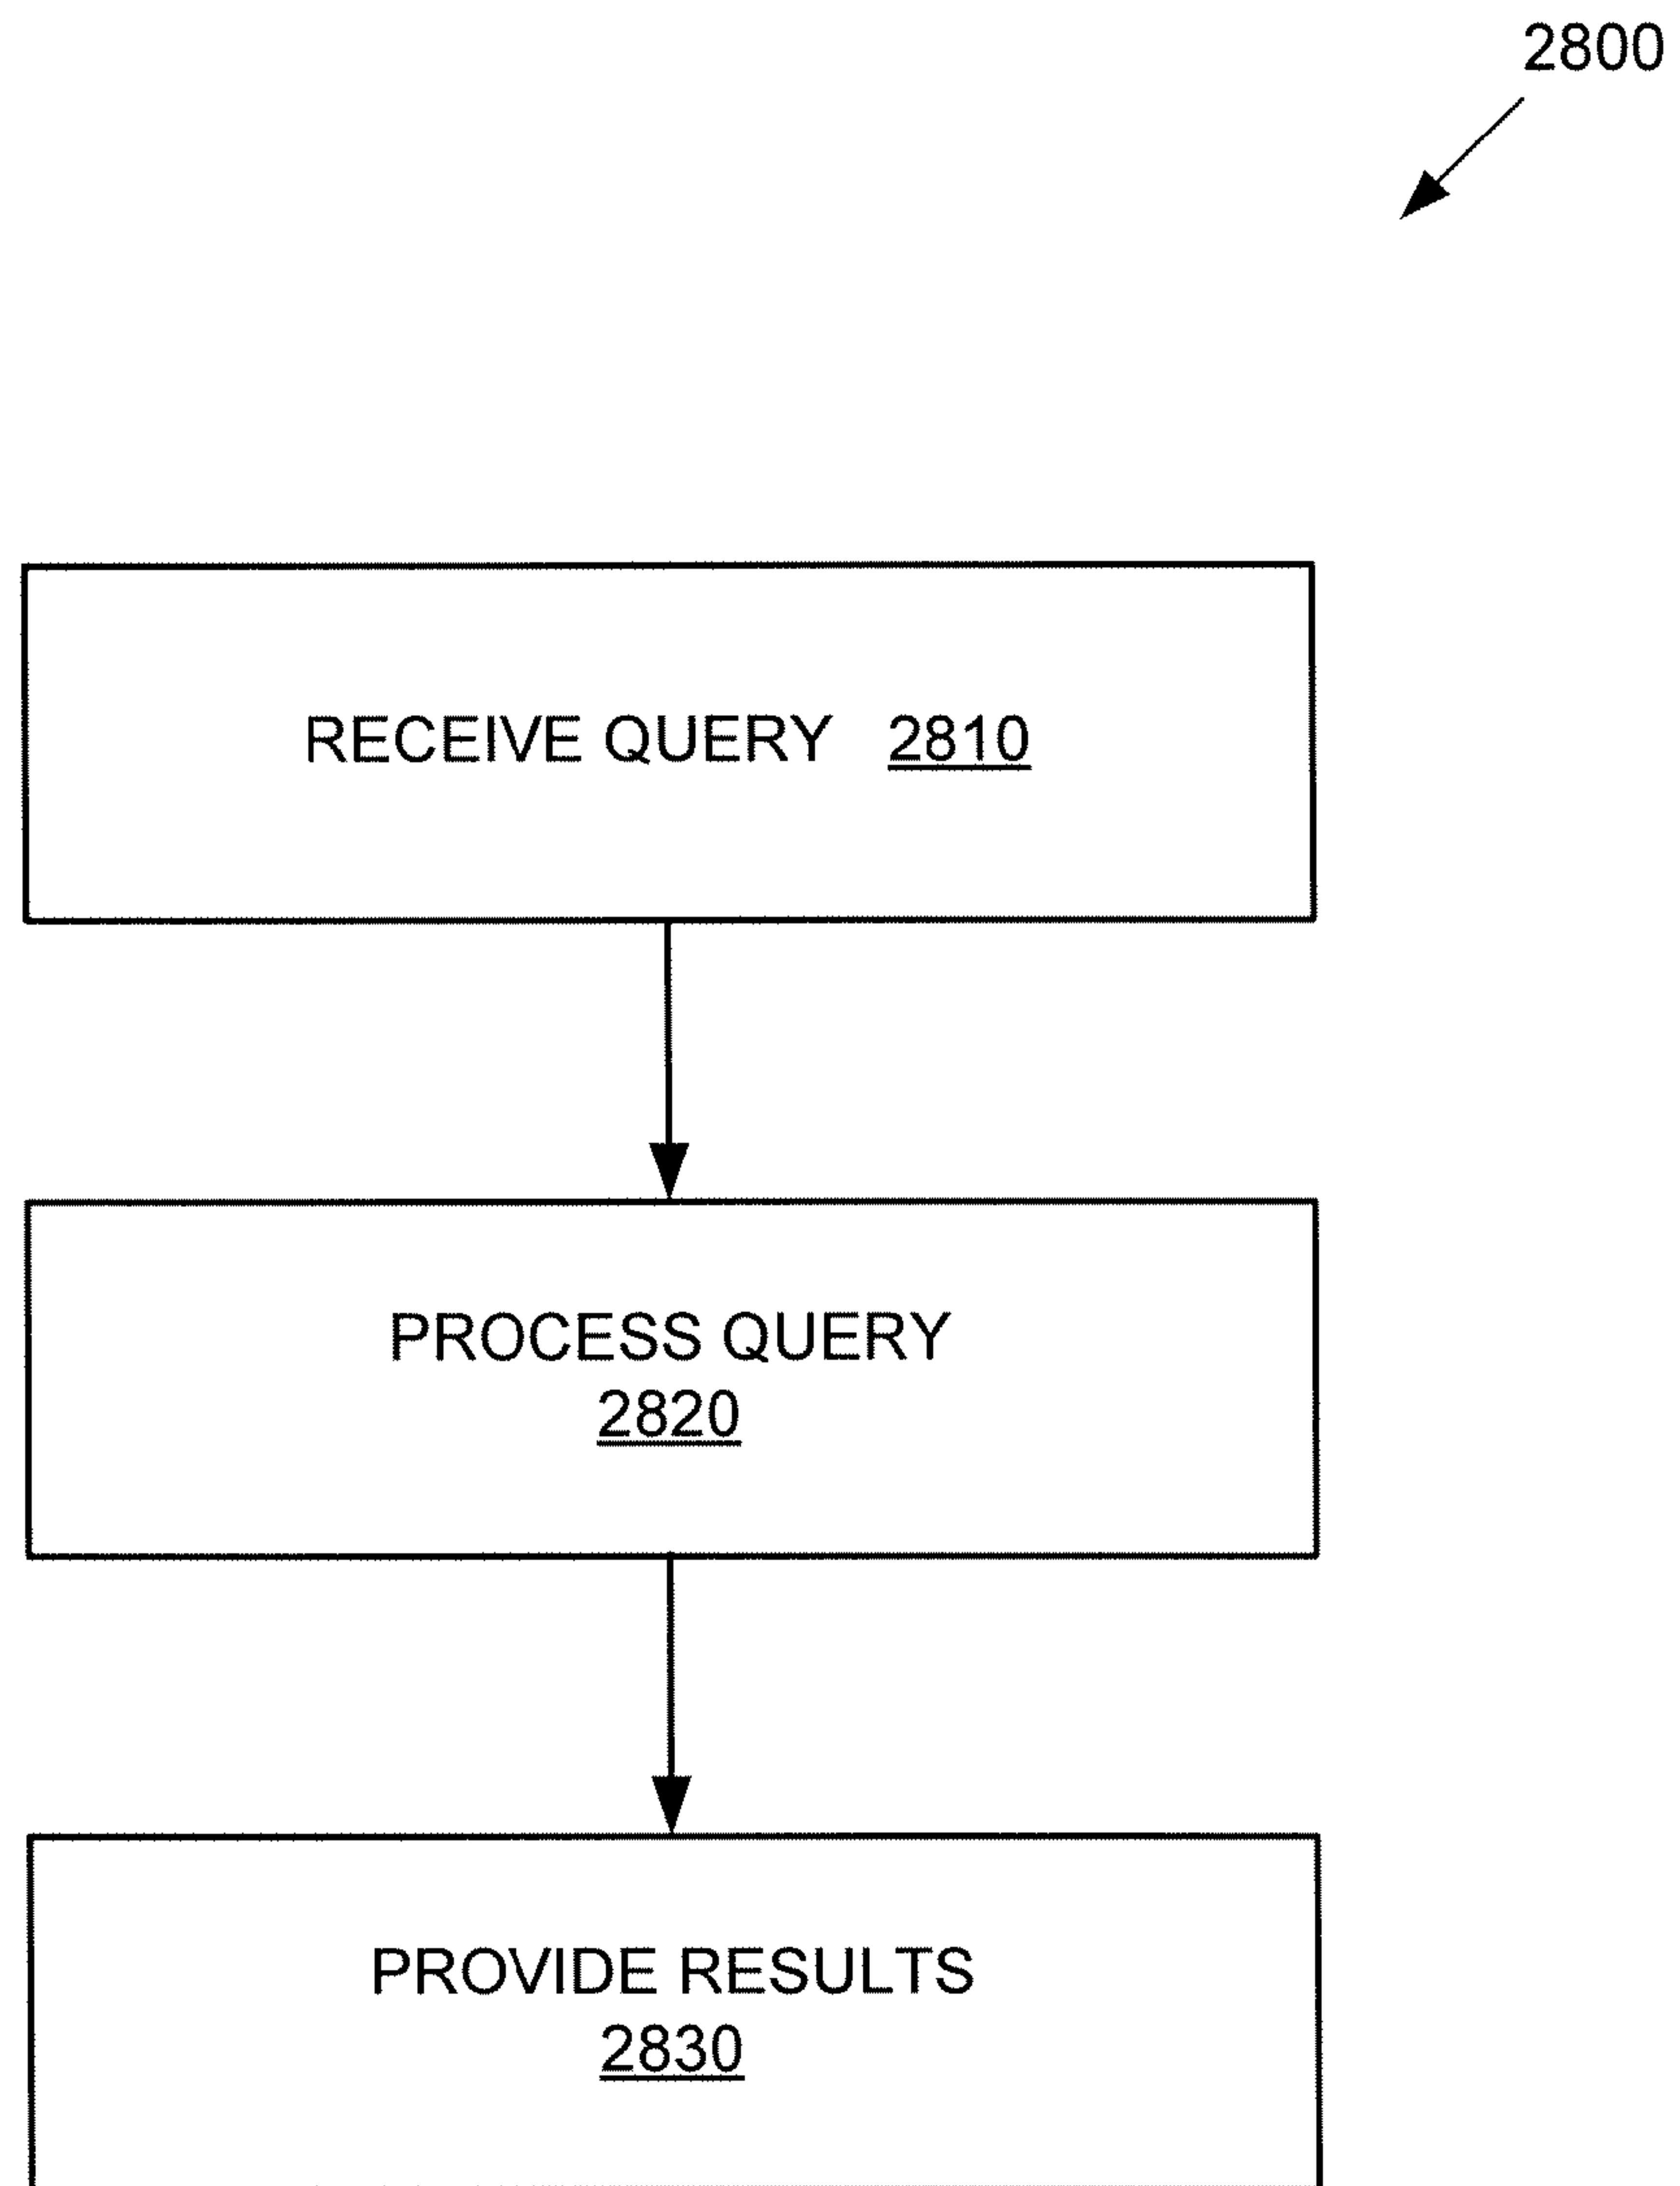 2800
RECEIVE QUERY 2810
PROCESS QUERY
2820
PROVIDE RESULTS
2830